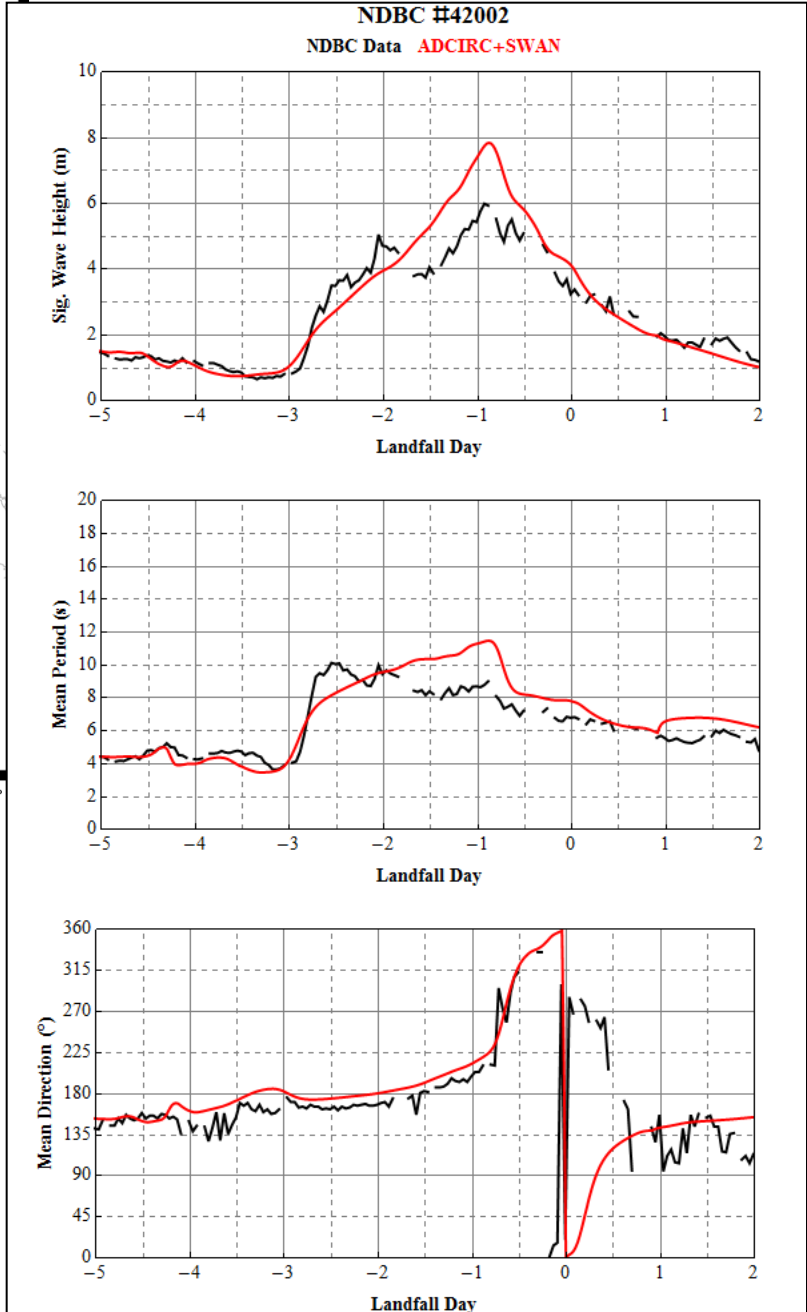 NDBC #42002
NDBC Data ADCIRC+SWAN
10
8
6
4
2
0
Sig. Wave Height (m)
−5 −4 −3 −2 −1 0 1 2
Landfall Day
20
18
16
14
12
10
8
6
4
2
0
Mean Period (s)
−5 −4 −3 −2 −1 0 1 2
Landfall Day
360
315
270
225
180
135
90
45
0
Mean Direction (°)
−5 −4 −3 −2 −1 0 1 2
Landfall Day